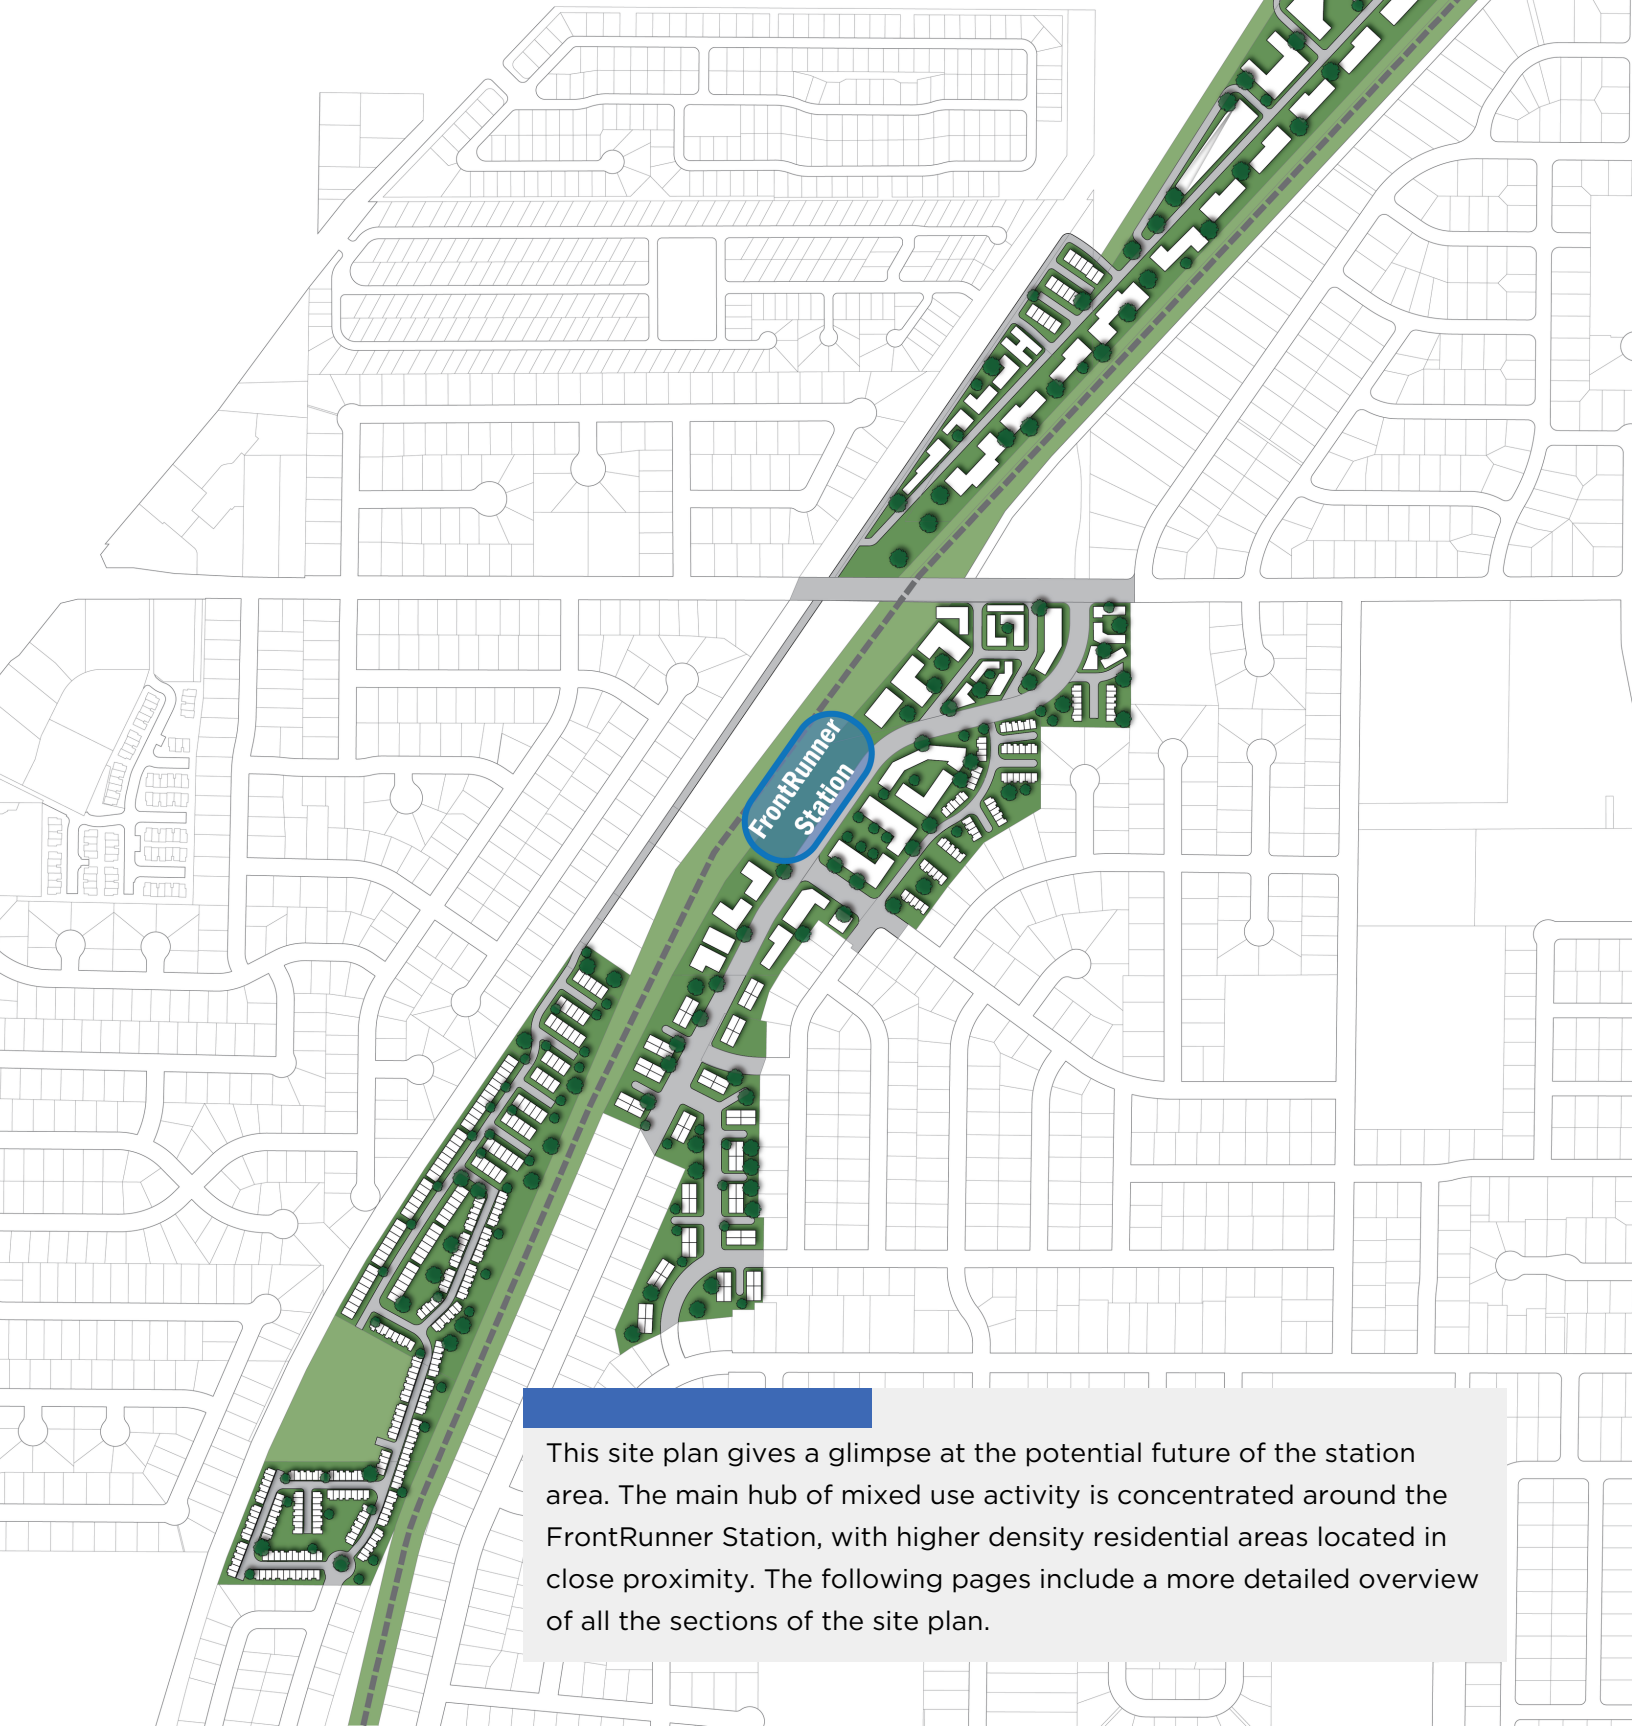 FrontRunner
Station
This site plan gives a glimpse at the potential future of the station
area. The main hub of mixed use activity is concentrated around the
FrontRunner Station, with higher density residential areas located in
close proximity. The following pages include a more detailed overview
of all the sections of the site plan.